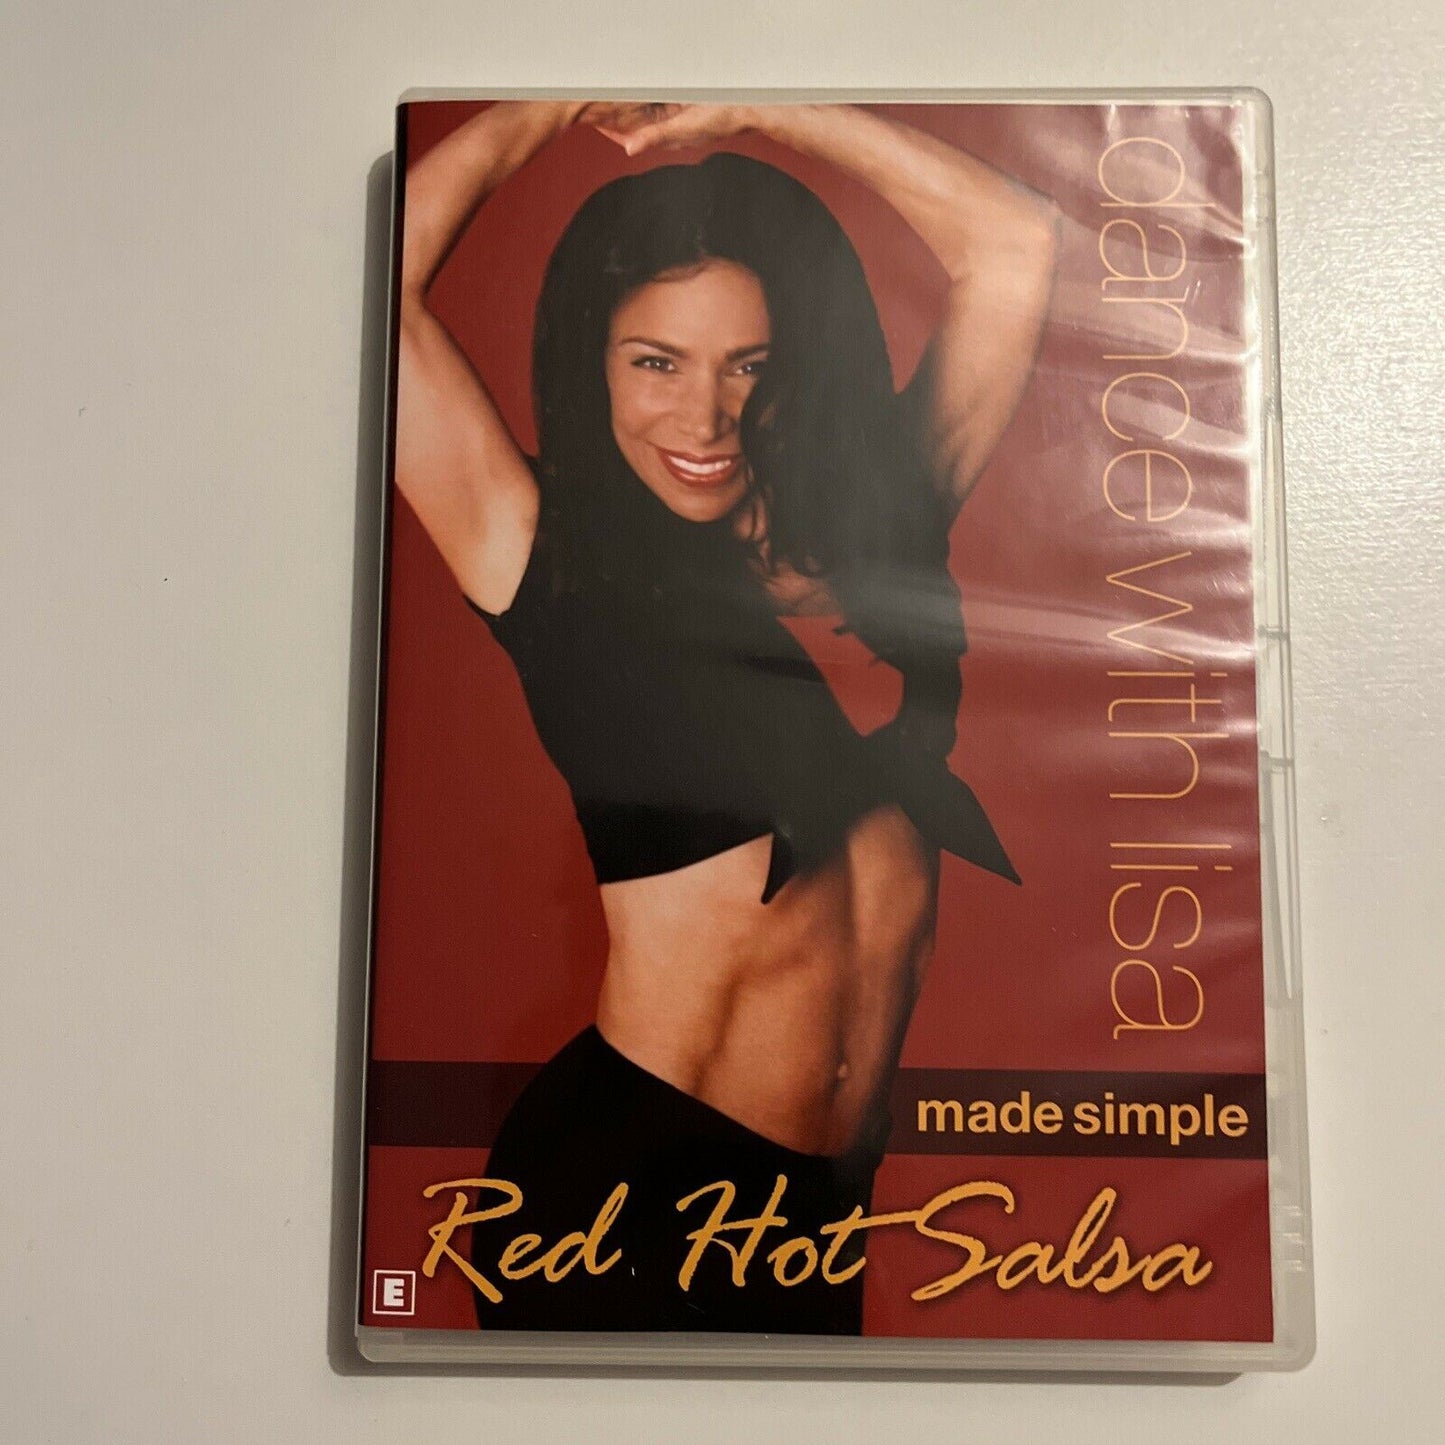 dance with lisa
made simple
Red Hot Salsa
E